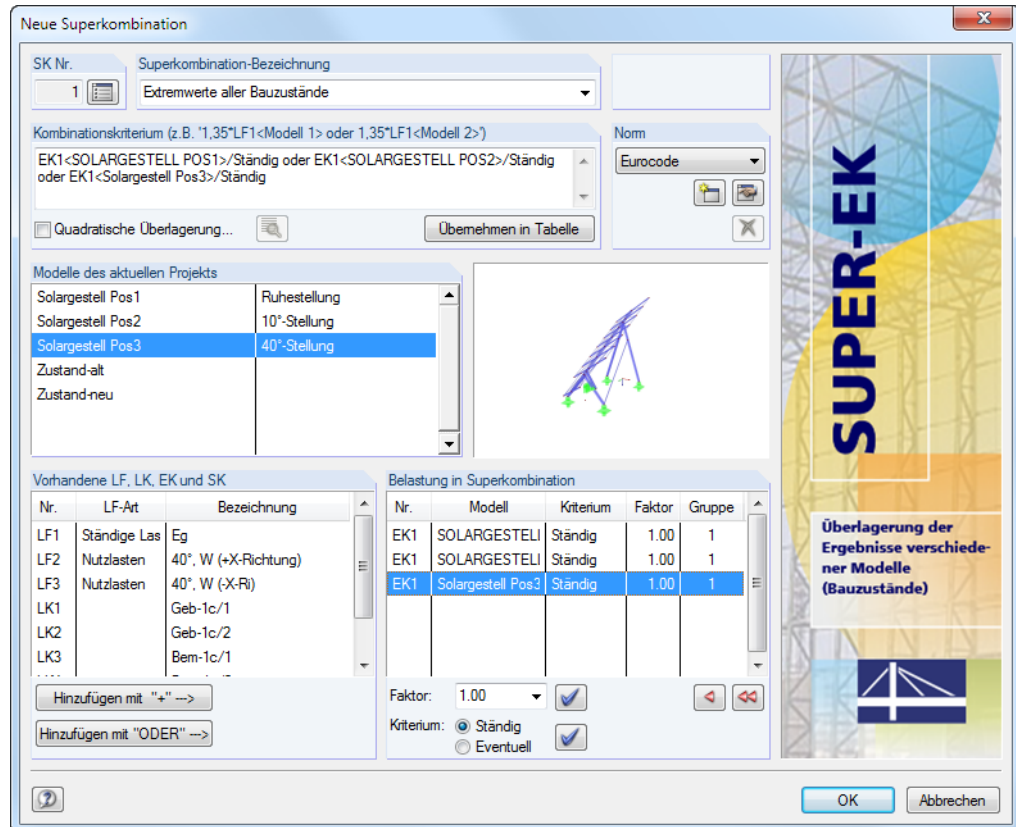 Neue Superkombination
SK Nr.
Superkombination-Bezeichnung
1
Extremwerte aller Bauzustände
Kombinationskriterium (z.B. '1,35*LF1<Modell 1> oder 1,35*LF1<Modell 2>')
Norm
EK1<SOLARGESTELL POS1>/Ständig oder EK1<SOLARGESTELL POS2>/Ständig
oder EK1<Solargestell Pos3>/Ständig
Eurocode
Quadratische Überlagerung...
Übernehmen in Tabelle
Modelle des aktuellen Projekts
Solargestell Pos1 Ruhestellung
Solargestell Pos2 10°-Stellung
Solargestell Pos3 40°-Stellung
Zustand-alt
Zustand-neu
Vorhandene LF, LK, EK und SK
Nr. LF-Art Bezeichnung
LF1 Ständige Las Eg
LF2 Nutzlasten 40°, W (+X-Richtung)
LF3 Nutzlasten 40°, W (-X-Ri)
LK1 Geb-1c/1
LK2 Geb-1c/2
LK3 Bem-1c/1
Hinzufügen mit "+" --->
Hinzufügen mit "ODER" --->
Belastung in Superkombination
Nr. Modell Kriterium Faktor Gruppe
EK1 SOLARGESTELL Ständig 1.00 1
EK1 SOLARGESTELL Ständig 1.00 1
EK1 Solargestell Pos3 Ständig 1.00 1
Faktor: 1.00
Kriterium: Ständig
Eventuell
SUPER-EK
Überlagerung der
Ergebnisse verschiede-
ner Modelle
(Bauzustände)
OK
Abbrechen